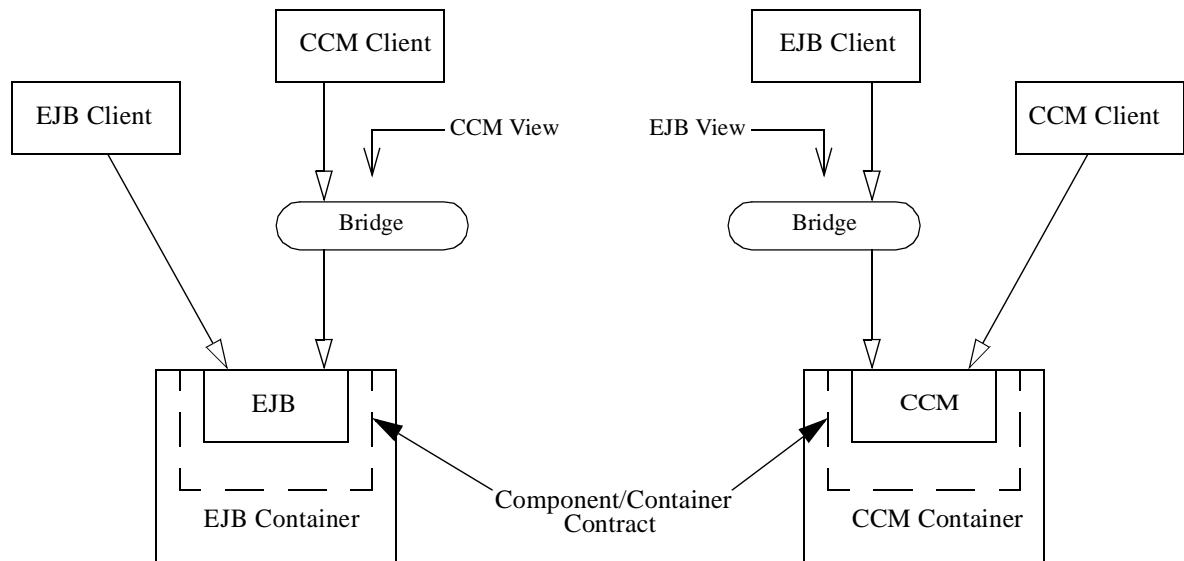 CCM Client
EJB Client
EJB Client
CCM Client
CCM View
EJB View
Bridge
Bridge
EJB
CCM
Component/Container
Contract
EJB Container
CCM Container